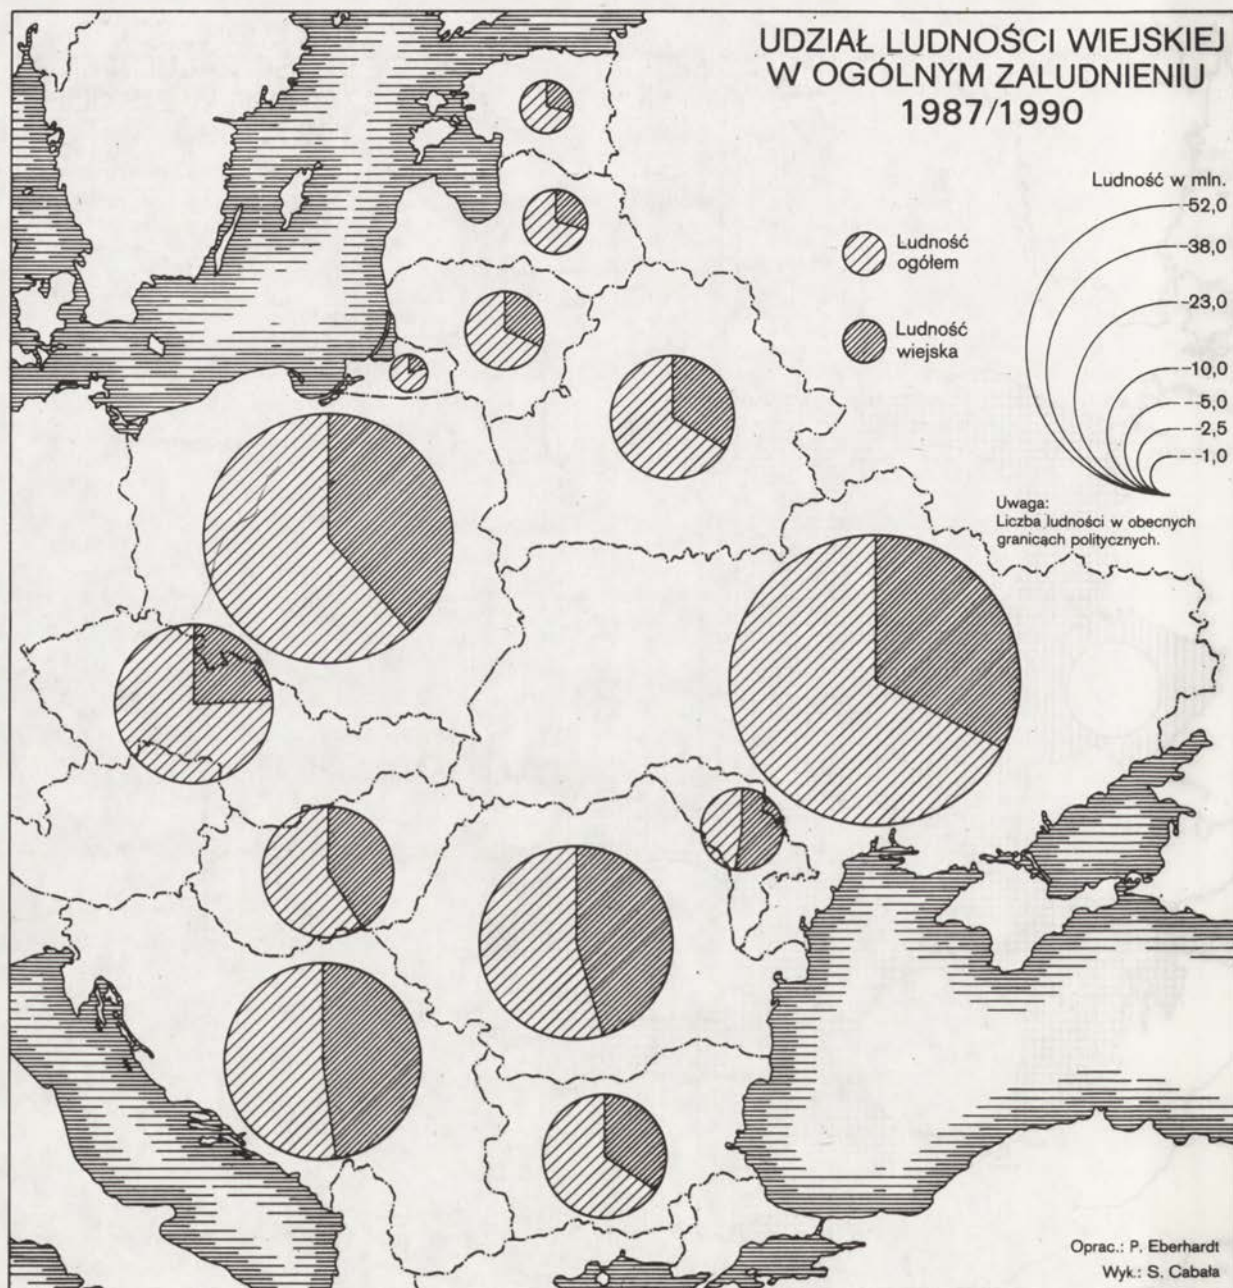 UDZIAŁ LUDNOŚCI WIEJSKIEJ
W OGÓLNYM ZALUDNIENIU
1987/1990
Ludność w mln.
52,0
38,0
23,0
10,0
5,0
2,5
1,0
Ludność
ogółem
Ludność
wiejska
Uwaga:
Liczba ludności w obecnych
granicach politycznych.
Oprac.: P. Eberhardt
Wyk.: S. Cabała